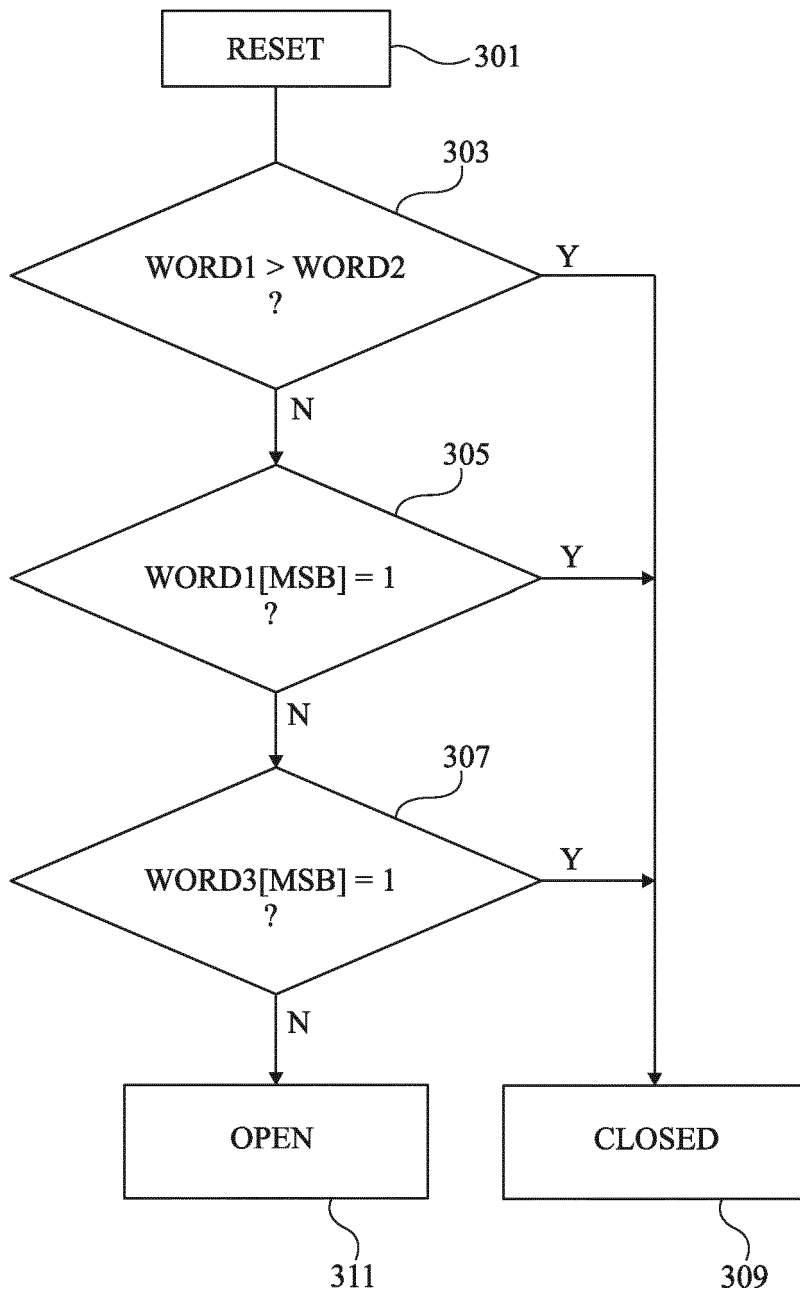 RESET
301
303
WORD1 > WORD2
?
Y
N
305
WORD1[MSB] = 1
?
Y
N
307
WORD3[MSB] = 1
?
Y
N
OPEN
CLOSED
311
309